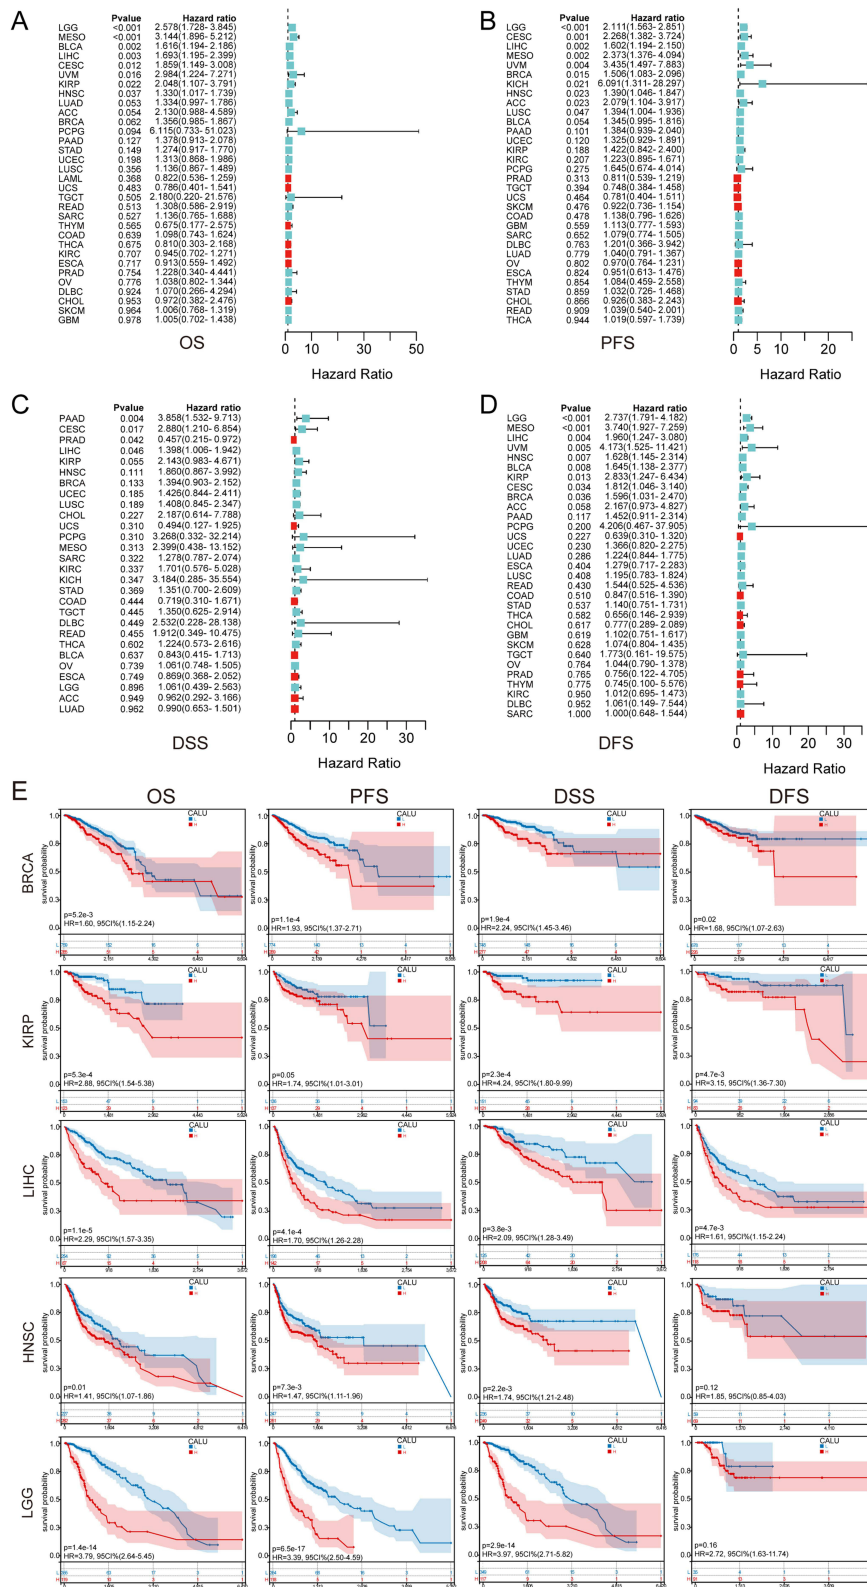 A
Pvalue Hazard ratio
LGG <0.001 2.578(1.728- 3.845)
MESO <0.001 3.144(1.896- 5.212)
BLCA 0.002 1.616(1.194- 2.186)
LIHC 0.003 1.693(1.195- 2.399)
CESC 0.012 1.859(1.149- 3.008)
UVM 0.016 2.984(1.224- 7.271)
KIRP 0.022 2.048(1.107- 3.791)
HNSC 0.037 1.330(1.017- 1.739)
LUAD 0.053 1.334(0.997- 1.786)
ACC 0.054 2.130(0.988- 4.589)
BRCA 0.062 1.356(0.985- 1.867)
PCPG 0.094 6.115(0.733- 51.023)
PAAD 0.127 1.378(0.913- 2.078)
STAD 0.149 1.274(0.917- 1.770)
UCEC 0.198 1.313(0.868- 1.986)
LUSC 0.356 1.136(0.867- 1.489)
LAML 0.368 0.822(0.536- 1.259)
UCS 0.483 0.786(0.401- 1.541)
TGCT 0.505 2.180(0.220- 21.576)
READ 0.513 1.308(0.586- 2.919)
SARC 0.527 1.136(0.765- 1.688)
THYM 0.565 0.675(0.177- 2.575)
COAD 0.639 1.098(0.743- 1.624)
THCA 0.675 0.810(0.303- 2.168)
KIRC 0.707 0.945(0.702- 1.271)
ESCA 0.717 0.913(0.559- 1.492)
PRAD 0.754 1.228(0.340- 4.441)
OV 0.776 1.038(0.802- 1.344)
DLBC 0.924 1.070(0.266- 4.294)
CHOL 0.953 0.972(0.382- 2.476)
SKCM 0.964 1.006(0.768- 1.319)
GBM 0.978 1.005(0.702- 1.438)
0 10 20 30 40 50
OS
Hazard Ratio
B
Pvalue Hazard ratio
LGG <0.001 2.111(1.563- 2.851)
CESC 0.001 2.268(1.382- 3.724)
LIHC 0.002 1.602(1.194- 2.150)
MESO 0.002 2.373(1.376- 4.094)
UVM 0.004 3.435(1.497- 7.883)
BRCA 0.015 1.506(1.083- 2.096)
KICH 0.021 6.091(1.311- 28.297)
HNSC 0.023 1.390(1.046- 1.847)
ACC 0.023 2.079(1.104- 3.917)
LUSC 0.047 1.394(1.004- 1.936)
BLCA 0.054 1.345(0.995- 1.816)
PAAD 0.101 1.384(0.939- 2.040)
UCEC 0.120 1.325(0.929- 1.891)
KIRP 0.188 1.422(0.842- 2.400)
KIRC 0.207 1.223(0.895- 1.671)
PCPG 0.275 1.645(0.674- 4.014)
PRAD 0.313 0.811(0.539- 1.219)
TGCT 0.394 0.748(0.384- 1.458)
UCS 0.464 0.781(0.404- 1.511)
SKCM 0.476 0.922(0.736- 1.154)
COAD 0.478 1.138(0.796- 1.626)
GBM 0.559 1.113(0.777- 1.593)
SARC 0.652 1.079(0.774- 1.505)
DLBC 0.763 1.201(0.366- 3.942)
LUAD 0.779 1.040(0.791- 1.367)
OV 0.802 0.970(0.764- 1.231)
ESCA 0.824 0.951(0.613- 1.476)
THYM 0.854 1.084(0.459- 2.558)
STAD 0.859 1.032(0.726- 1.468)
CHOL 0.866 0.926(0.383- 2.243)
READ 0.909 1.039(0.540- 2.001)
THCA 0.944 1.019(0.597- 1.739)
0 5 15 25
PFS
Hazard Ratio
C
Pvalue Hazard ratio
PAAD 0.004 3.858(1.532- 9.713)
CESC 0.017 2.880(1.210- 6.854)
PRAD 0.042 0.457(0.215- 0.972)
LIHC 0.046 1.398(1.006- 1.942)
KIRP 0.055 2.143(0.983- 4.671)
HNSC 0.111 1.860(0.867- 3.992)
BRCA 0.133 1.394(0.903- 2.152)
UCEC 0.185 1.426(0.844- 2.411)
LUSC 0.189 1.408(0.845- 2.347)
CHOL 0.227 2.187(0.614- 7.788)
UCS 0.310 0.494(0.127- 1.925)
PCPG 0.310 3.268(0.332- 32.214)
MESO 0.313 2.399(0.438- 13.152)
SARC 0.322 1.278(0.787- 2.074)
KIRC 0.337 1.701(0.576- 5.028)
KICH 0.347 3.184(0.285- 35.554)
STAD 0.369 1.351(0.700- 2.609)
COAD 0.444 0.719(0.310- 1.671)
TGCT 0.445 1.350(0.625- 2.914)
DLBC 0.449 2.532(0.228- 28.138)
READ 0.455 1.912(0.349- 10.475)
THCA 0.602 1.224(0.573- 2.616)
BLCA 0.637 0.843(0.415- 1.713)
OV 0.739 1.061(0.748- 1.505)
ESCA 0.749 0.869(0.368- 2.052)
LGG 0.896 1.061(0.439- 2.563)
ACC 0.949 0.962(0.292- 3.166)
LUAD 0.962 0.990(0.653- 1.501)
0 10 20 30
DSS
Hazard Ratio
D
Pvalue Hazard ratio
LGG <0.001 2.737(1.791- 4.182)
MESO <0.001 3.740(1.927- 7.259)
LIHC 0.004 1.960(1.247- 3.080)
UVM 0.005 4.173(1.525- 11.421)
HNSC 0.007 1.628(1.145- 2.314)
BLCA 0.008 1.645(1.138- 2.377)
KIRP 0.013 2.833(1.247- 6.434)
CESC 0.034 1.812(1.046- 3.140)
BRCA 0.036 1.596(1.031- 2.470)
ACC 0.058 2.167(0.973- 4.827)
PAAD 0.117 1.452(0.911- 2.314)
PCPG 0.200 4.206(0.467- 37.905)
UCS 0.227 0.639(0.310- 1.320)
UCEC 0.230 1.366(0.820- 2.275)
LUAD 0.286 1.224(0.844- 1.775)
ESCA 0.404 1.279(0.717- 2.283)
LUSC 0.408 1.195(0.783- 1.824)
READ 0.430 1.544(0.525- 4.536)
COAD 0.510 0.847(0.516- 1.390)
STAD 0.537 1.140(0.751- 1.731)
THCA 0.582 0.656(0.146- 2.939)
CHOL 0.617 0.777(0.289- 2.089)
GBM 0.619 1.102(0.751- 1.617)
SKCM 0.628 1.074(0.804- 1.435)
TGCT 0.640 1.773(0.161- 19.575)
OV 0.764 1.044(0.790- 1.378)
PRAD 0.765 0.756(0.122- 4.705)
THYM 0.775 0.745(0.100- 5.576)
KIRC 0.950 1.012(0.695- 1.473)
DLBC 0.952 1.061(0.149- 7.544)
SARC 1.000 1.000(0.648- 1.544)
0 10 20 30
DFS
Hazard Ratio
E
OS PFS DSS DFS
BRCA
survival probability
CALU
L
H
p=5.2e-3
HR=1.60, 95CI%(1.15-2.24)
p=1.1e-4
HR=1.93, 95CI%(1.37-2.71)
p=1.9e-4
HR=2.24, 95CI%(1.45-3.46)
p=0.02
HR=1.68, 95CI%(1.07-2.63)
KIRP
survival probability
CALU
L
H
p=5.3e-4
HR=2.88, 95CI%(1.54-5.38)
p=0.05
HR=1.74, 95CI%(1.01-3.01)
p=2.3e-4
HR=4.24, 95CI%(1.80-9.99)
p=4.7e-3
HR=3.15, 95CI%(1.36-7.30)
LIHC
survival probability
CALU
L
H
p=1.1e-5
HR=2.29, 95CI%(1.57-3.35)
p=4.1e-4
HR=1.70, 95CI%(1.26-2.28)
p=3.8e-3
HR=2.09, 95CI%(1.28-3.49)
p=4.7e-3
HR=1.61, 95CI%(1.15-2.24)
HNSC
survival probability
CALU
L
H
p=0.01
HR=1.41, 95CI%(1.07-1.86)
p=7.3e-3
HR=1.47, 95CI%(1.11-1.96)
p=2.2e-3
HR=1.74, 95CI%(1.21-2.48)
p=0.12
HR=1.85, 95CI%(0.85-4.03)
LGG
survival probability
CALU
L
H
p=1.4e-14
HR=3.79, 95CI%(2.64-5.45)
p=6.5e-17
HR=3.39, 95CI%(2.50-4.59)
p=2.9e-14
HR=3.97, 95CI%(2.71-5.82)
p=0.16
HR=2.72, 95CI%(1.63-11.74)